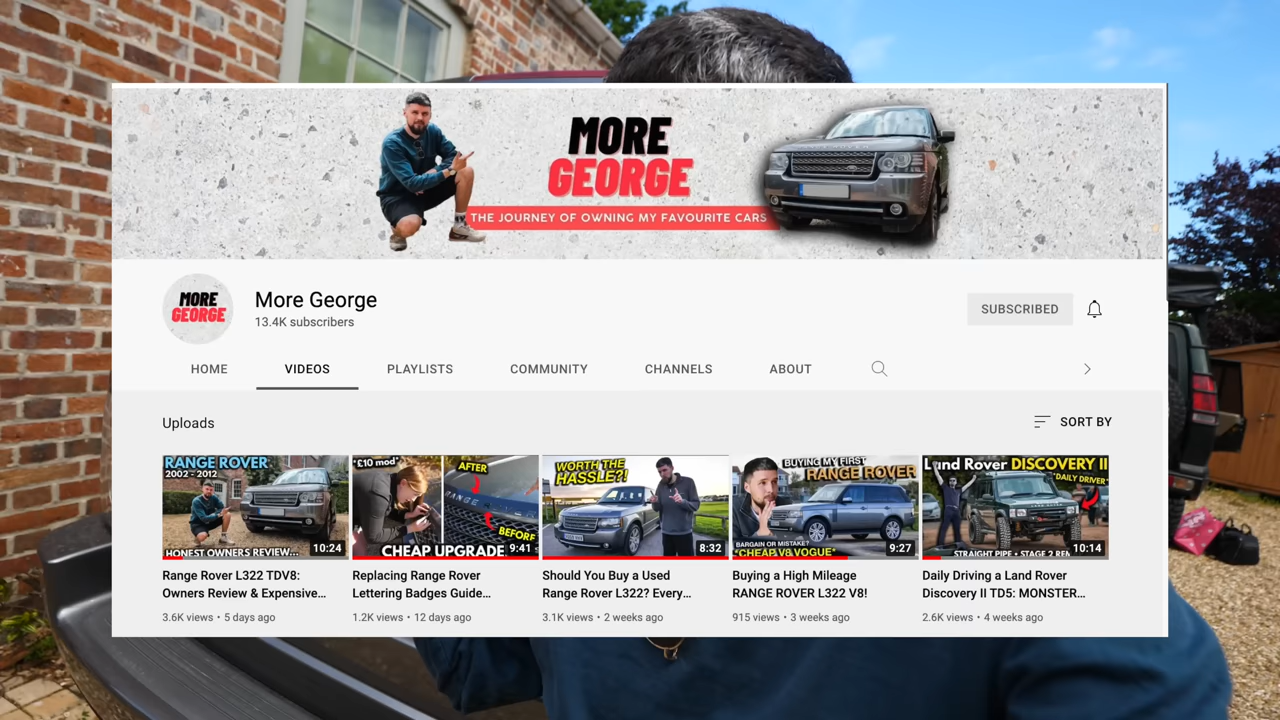 MORE
GEORGE
THE JOURNEY OF OWNING MY FAVOURITE CARS
MORE
GEORGE
More George
13.4K subscribers
SUBSCRIBED
HOME
VIDEOS
PLAYLISTS
COMMUNITY
CHANNELS
ABOUT
Uploads
SORT BY
RANGE ROVER
2002 - 2012
HONEST OWNERS REVIEW...
10:24
*£10 mod*
AFTER
RANGE
BEFORE
CHEAP UPGRADE
9:41
WORTH THE
HASSLE?!
8:32
BUYING MY FIRST
RANGE ROVER
BARGAIN OR MISTAKE?
*CHEAP V8 VOGUE*
9:27
Land Rover DISCOVERY II
*DAILY DRIVER*
STRAIGHT PIPE • STAGE 2 REM
10:14
Range Rover L322 TDV8:
Owners Review & Expensive...
3.6K views • 5 days ago
Replacing Range Rover
Lettering Badges Guide...
1.2K views • 12 days ago
Should You Buy a Used
Range Rover L322? Every...
3.1K views • 2 weeks ago
Buying a High Mileage
RANGE ROVER L322 V8!
915 views • 3 weeks ago
Daily Driving a Land Rover
Discovery II TD5: MONSTER...
2.6K views • 4 weeks ago